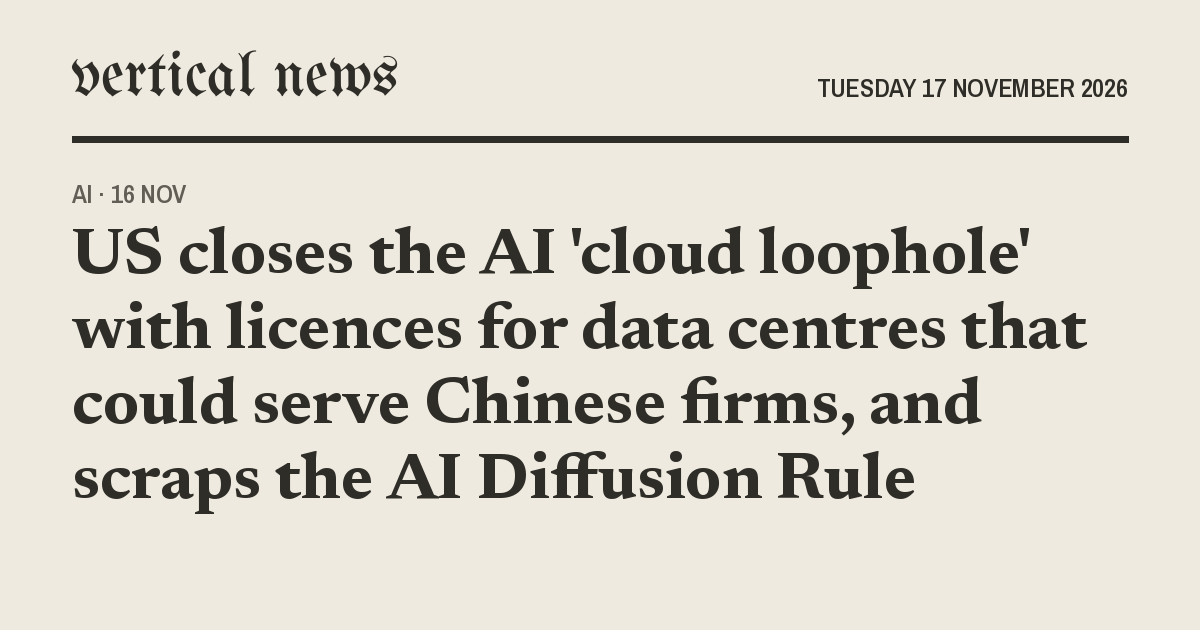 vertical news
TUESDAY 17 NOVEMBER 2026
AI · 16 NOV
US closes the AI 'cloud loophole'
with licences for data centres that
could serve Chinese firms, and
scraps the AI Diffusion Rule